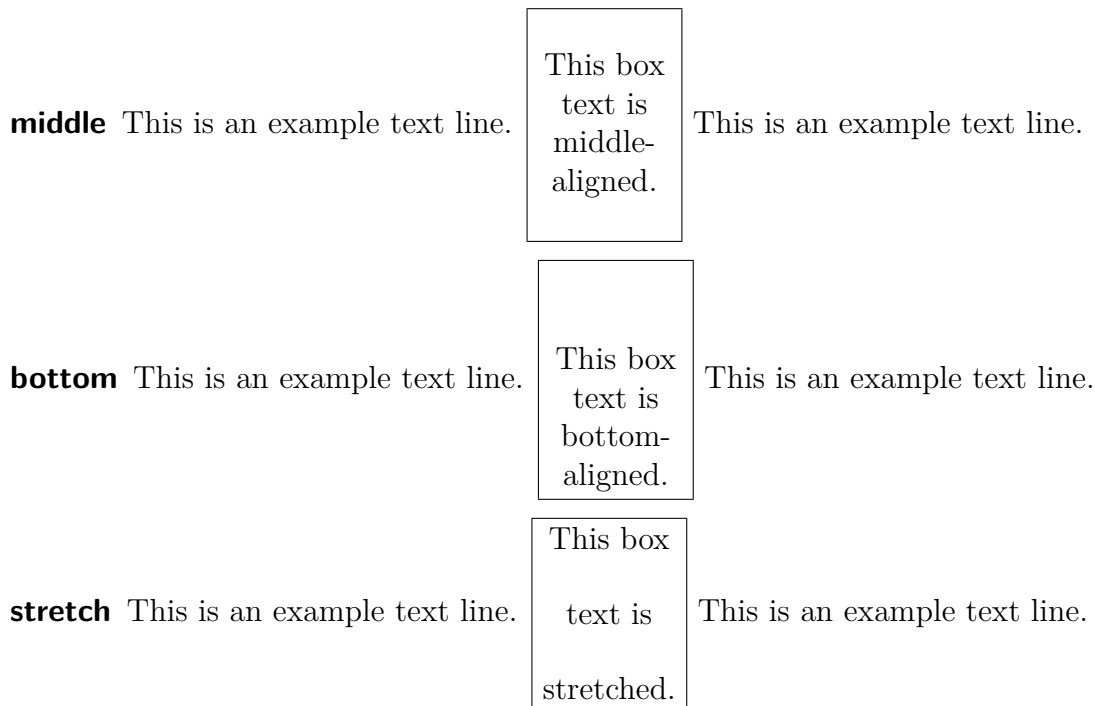 This box
text is
middle This is an example text line. middle- This is an example text line.
aligned.
This box
bottom This is an example text line. text is This is an example text line.
bottom-
aligned.
This box
stretch This is an example text line. text is This is an example text line.
stretched.